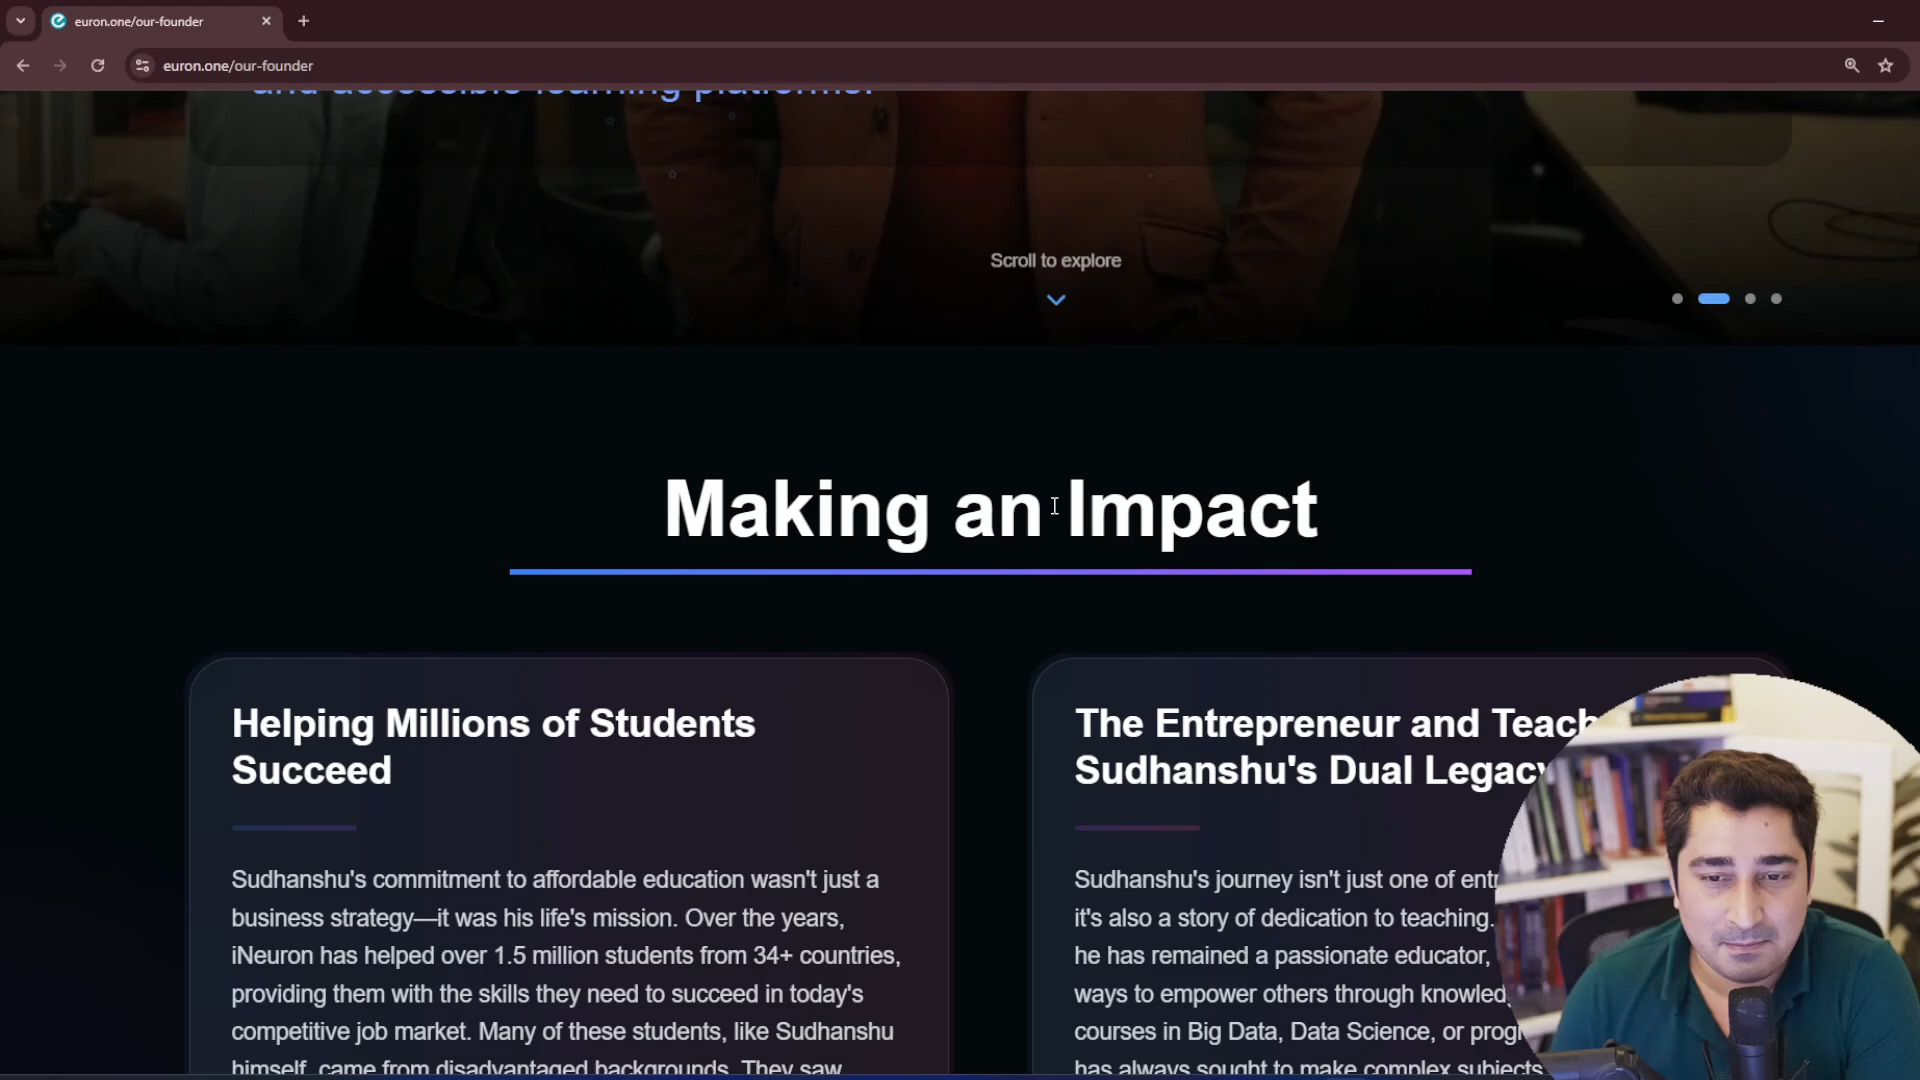 euron.one/our-founder
euron.one/our-founder
and accessible learning platforms.
Scroll to explore
Making an Impact
Helping Millions of Students
Succeed
Sudhanshu's commitment to affordable education wasn't just a
business strategy—it was his life's mission. Over the years,
iNeuron has helped over 1.5 million students from 34+ countries,
providing them with the skills they need to succeed in today's
competitive job market. Many of these students, like Sudhanshu
himself, came from disadvantaged backgrounds. They saw
The Entrepreneur and
Sudhanshu's Dual Legacy
Sudhanshu's journey isn't just one of
it's also a story of dedication to teaching.
he has remained a passionate educator,
ways to empower others through
courses in Big Data, Data Science, or
has always sought to make complex subjects